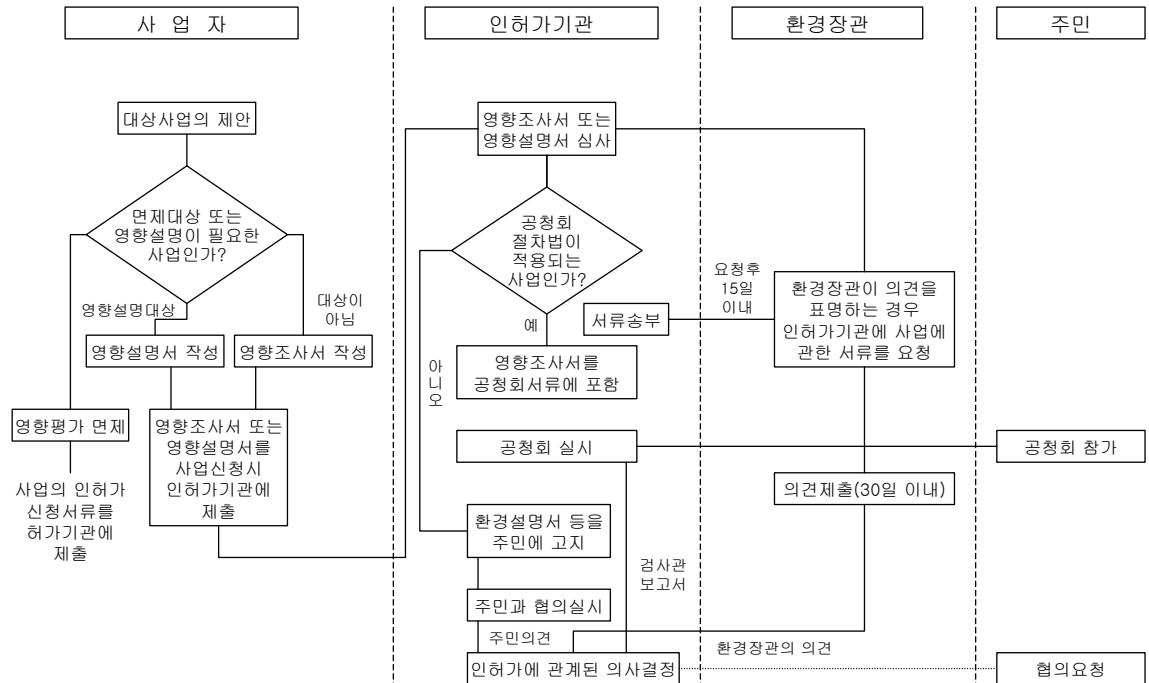 사 업 자
인허가기관
환경장관
주민
대상사업의 제안
면제대상 또는
영향설명이 필요한
사업인가?
영향설명대상
대상이
아님
영향설명서 작성
영향조사서 작성
영향평가 면제
사업의 인허가
신청서류를
허가기관에
제출
영향조사서 또는
영향설명서를
사업신청시
인허가기관에
제출
영향조사서 또는
영향설명서 심사
공청회
절차법이
적용되는
사업인가?
예
아
니
오
영향조사서를
공청회서류에 포함
서류송부
요청후
15일
이내
환경장관이 의견을
표명하는 경우
인허가기관에 사업에
관한 서류를 요청
공청회 실시
공청회 참가
의견제출(30일 이내)
환경설명서 등을
주민에 고지
검사관
보고서
주민과 협의실시
주민의견
환경장관의 의견
인허가에 관계된 의사결정
협의요청